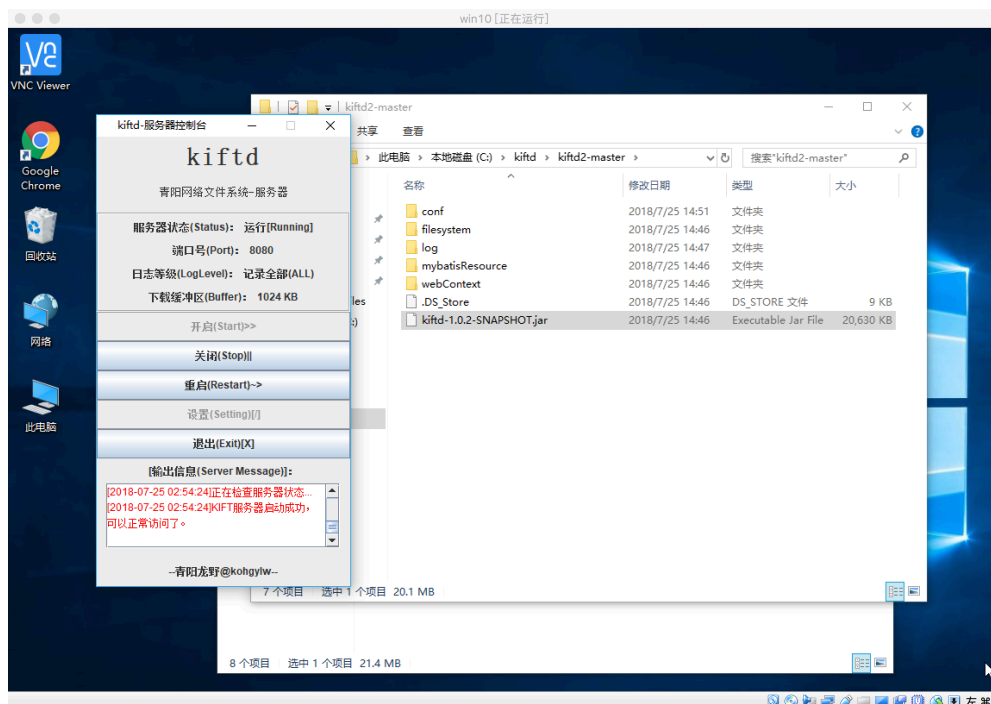 win10 [正在运行]
VNC Viewer
Google
Chrome
回收站
网络
此电脑
kiftd2-master
共享 查看
此电脑 › 本地磁盘 (C:) › kiftd › kiftd2-master ›
搜索"kiftd2-master"
名称 修改日期 类型 大小
conf 2018/7/25 14:51 文件夹
filesystem 2018/7/25 14:46 文件夹
log 2018/7/25 14:47 文件夹
mybatisResource 2018/7/25 14:46 文件夹
webContext 2018/7/25 14:46 文件夹
.DS_Store 2018/7/25 14:46 DS_STORE 文件 9 KB
kiftd-1.0.2-SNAPSHOT.jar 2018/7/25 14:46 Executable Jar File 20,630 KB
les
:)
7 个项目 选中 1 个项目 20.1 MB
8 个项目 选中 1 个项目 21.4 MB
kiftd-服务器控制台
kiftd
青阳网络文件系统-服务器
服务器状态(Status): 运行[Running]
端口号(Port): 8080
日志等级(LogLevel): 记录全部(ALL)
下载缓冲区(Buffer): 1024 KB
开启(Start)>>
关闭(Stop)||
重启(Restart)~>
设置(Setting)[/]
退出(Exit)[X]
[输出信息(Server Message)]:
[2018-07-25 02:54:24]正在检查服务器状态...
[2018-07-25 02:54:24]KIFT服务器启动成功,
可以正常访问了。
--青阳龙野@kohgylw--
左 ⌘